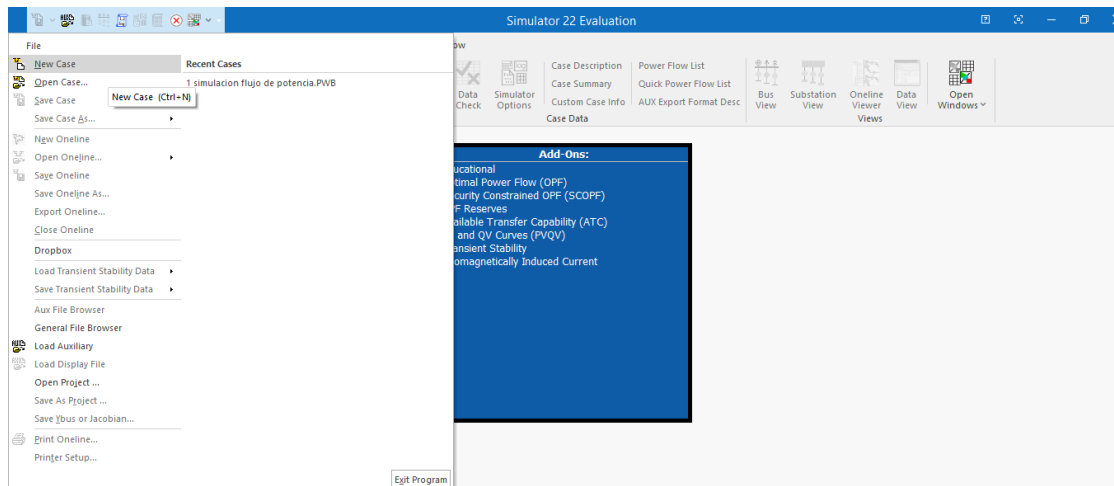 Simulator 22 Evaluation
File
New Case
Open Case...
New Case (Ctrl+N)
Save Case
Save Case As...
New Oneline
Open Oneline...
Save Oneline
Save Oneline As...
Export Oneline...
Close Oneline
Dropbox
Load Transient Stability Data
Save Transient Stability Data
Aux File Browser
General File Browser
Load Auxiliary
Load Display File
Open Project ...
Save As Project ...
Save Ybus or Jacobian...
Print Oneline...
Printer Setup...
Recent Cases
1 simulacion flujo de potencia.PWB
Exit Program
ow
Data Check
Simulator Options
Case Description
Case Summary
Custom Case Info
Power Flow List
Quick Power Flow List
AUX Export Format Desc
Case Data
Bus View
Substation View
Oneline Viewer
Data View
Open Windows
Views
Add-Ons:
ucational
timal Power Flow (OPF)
curity Constrained OPF (SCOPF)
F Reserves
ailable Transfer Capability (ATC)
and QV Curves (PVQV)
ansient Stability
omagnetically Induced Current